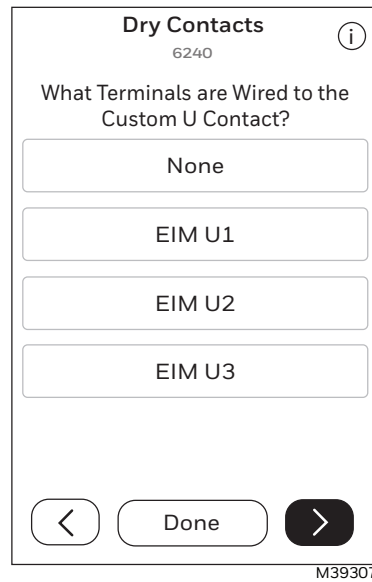 Dry Contacts
6240
i
What Terminals are Wired to the
Custom U Contact?
None
EIM U1
EIM U2
EIM U3
Done
M39307